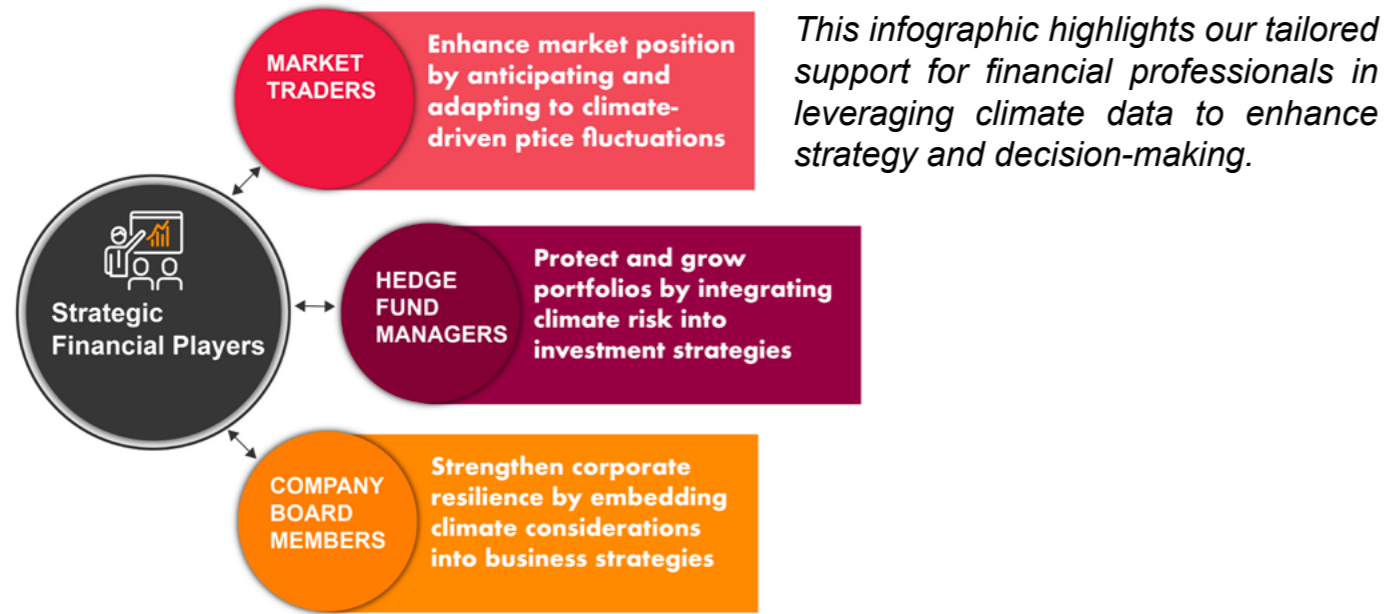 MARKET
TRADERS
Enhance market position
by anticipating and
adapting to climate-
driven ptice fluctuations
This infographic highlights our tailored
support for financial professionals in
leveraging climate data to enhance
strategy and decision-making.
Strategic
Financial Players
HEDGE
FUND
MANAGERS
Protect and grow
portfolios by integrating
climate risk into
investment strategies
COMPANY
BOARD
MEMBERS
Strengthen corporate
resilience by embedding
climate considerations
into business strategies